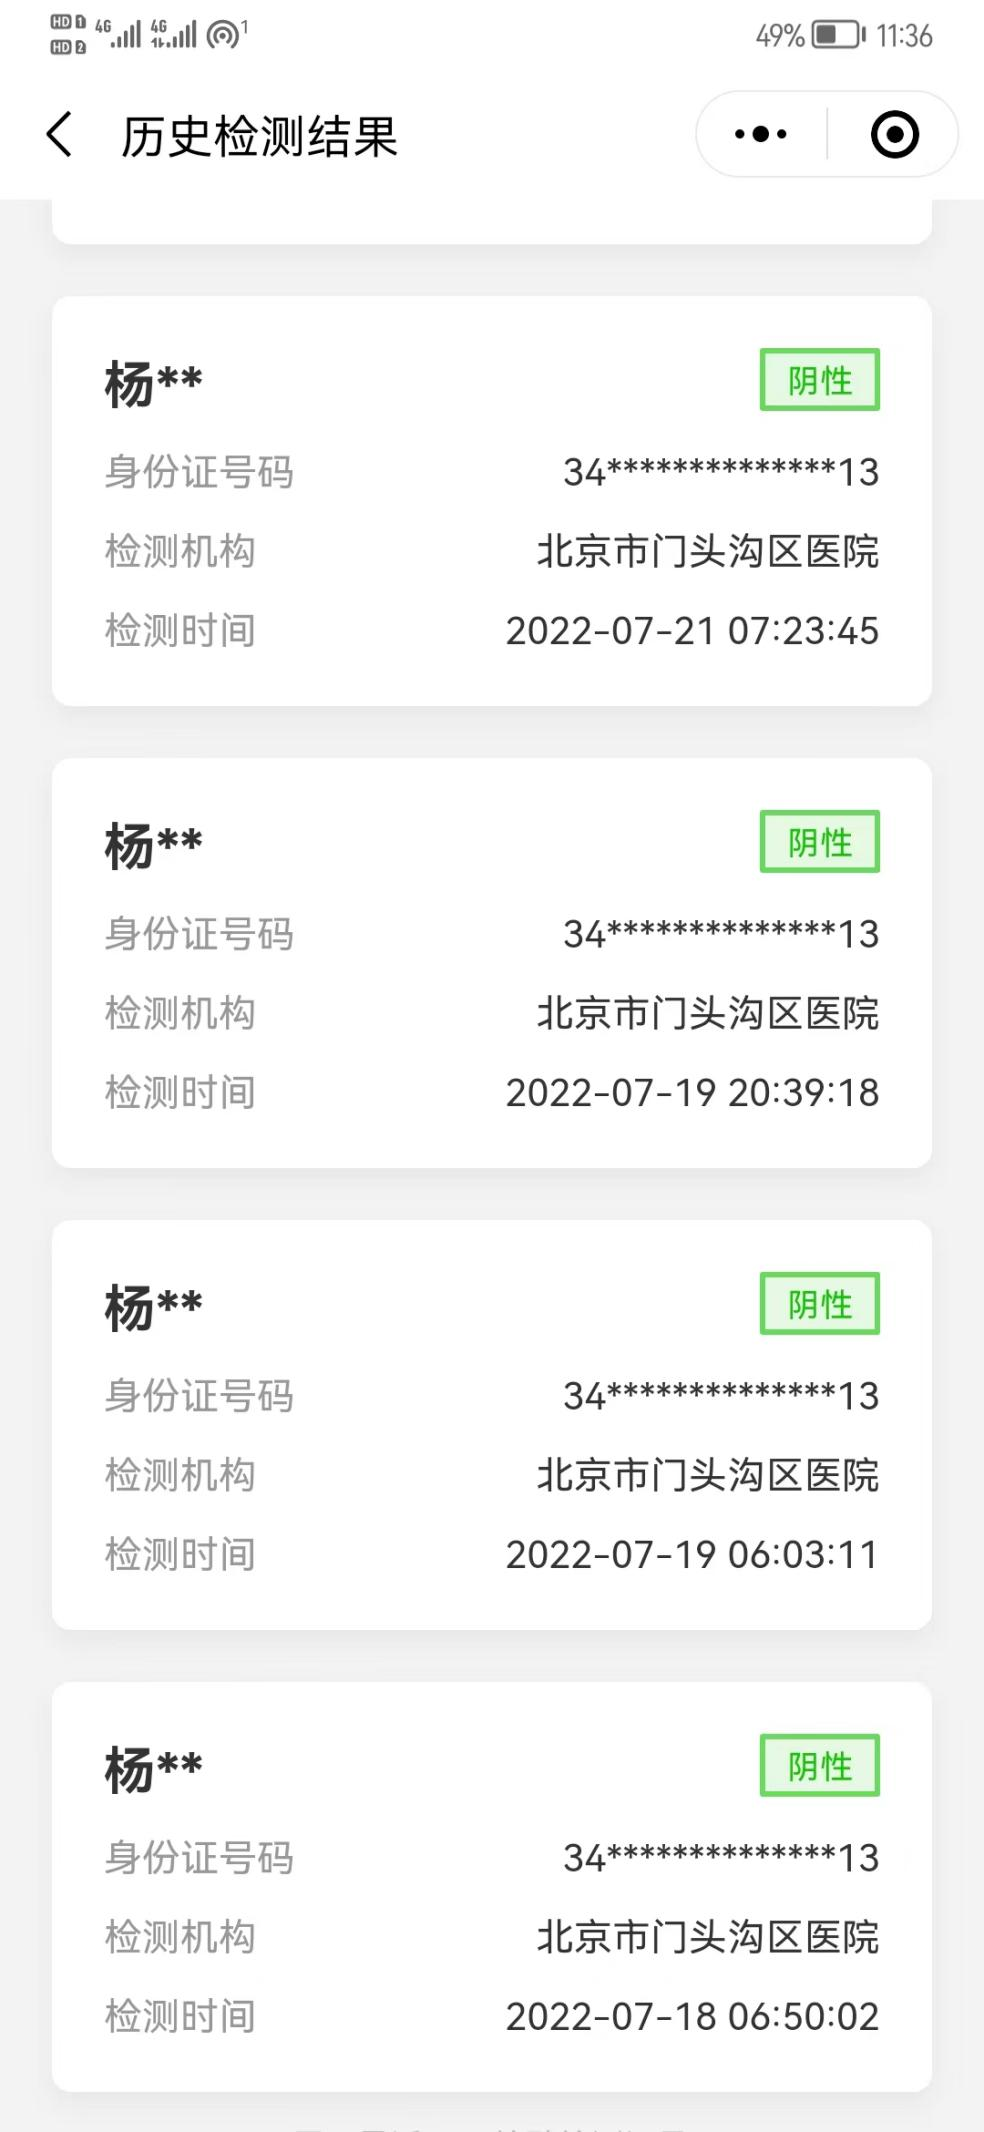 HD 1 4G 4G 1 49% 11:36
HD 2
历史检测结果
杨** 阴性
身份证号码 34**************13
检测机构 北京市门头沟区医院
检测时间 2022-07-21 07:23:45
杨** 阴性
身份证号码 34**************13
检测机构 北京市门头沟区医院
检测时间 2022-07-19 20:39:18
杨** 阴性
身份证号码 34**************13
检测机构 北京市门头沟区医院
检测时间 2022-07-19 06:03:11
杨** 阴性
身份证号码 34**************13
检测机构 北京市门头沟区医院
检测时间 2022-07-18 06:50:02